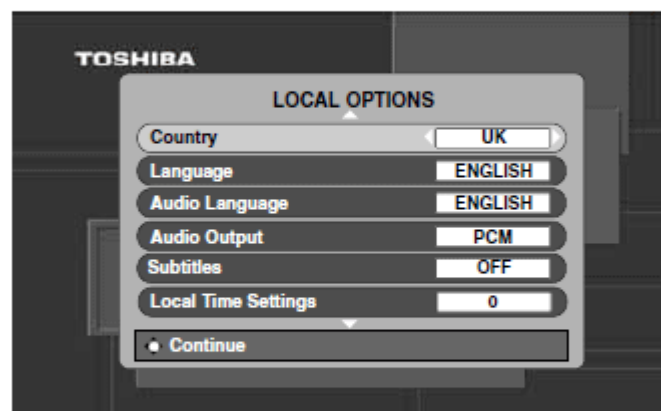 TOSHIBA
LOCAL OPTIONS
Country UK
Language ENGLISH
Audio Language ENGLISH
Audio Output PCM
Subtitles OFF
Local Time Settings 0
Continue